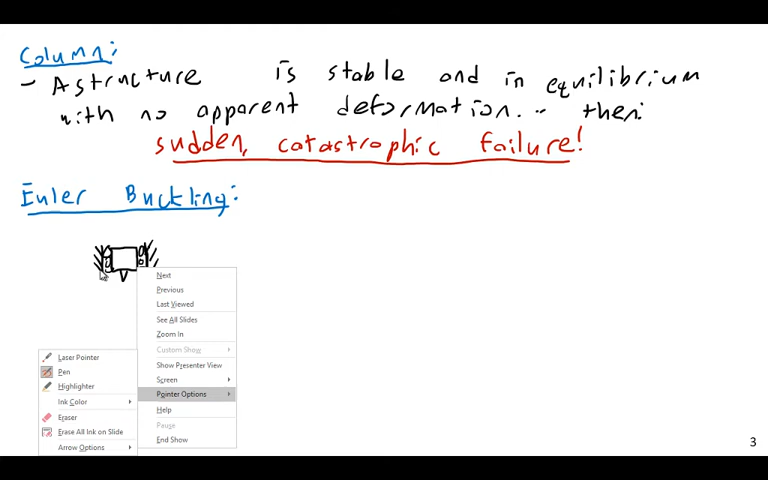 Column:
- A structure is stable and in equilibrium
with no apparent deformation... then:
sudden, catastrophic failure!
Euler Buckling:
Next
Previous
Last Viewed
See All Slides
Zoom In
Custom Show
Show Presenter View
Screen
Pointer Options
Help
Pause
End Show
Laser Pointer
Pen
Highlighter
Ink Color
Eraser
Erase All Ink on Slide
Arrow Options
3